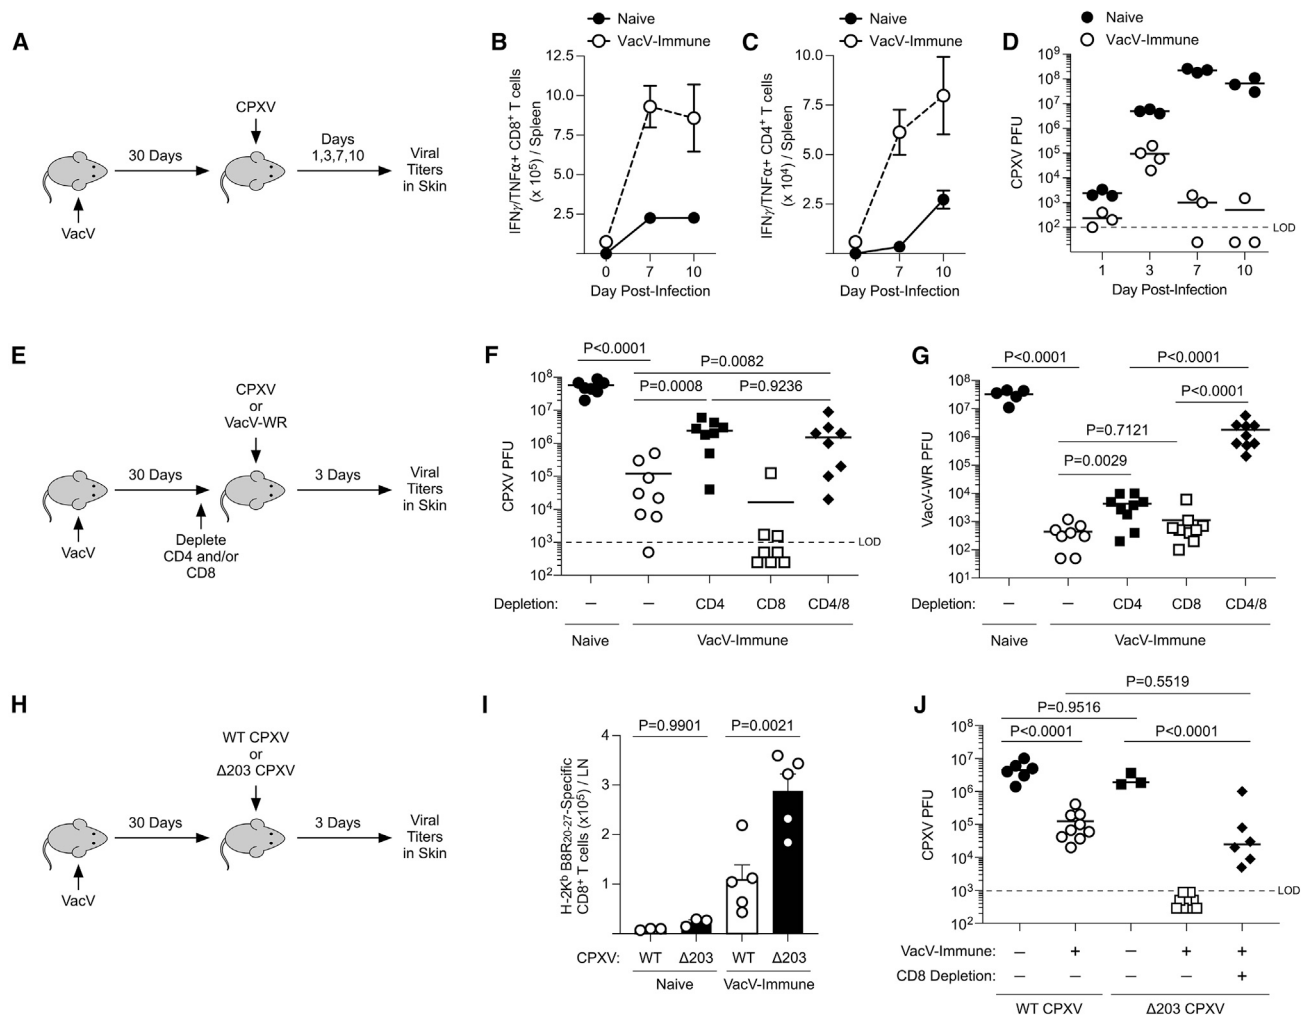 A
CPXV
30 Days
Days
1,3,7,10
Viral
Titers
in Skin
VacV
B
Naive
VacV-Immune
IFNγ/TNFα+ CD8+ T cells
(x 10⁵) / Spleen
12.5
10.0
7.5
5.0
2.5
0 7 10
Day Post-Infection
C
Naive
VacV-Immune
IFNγ/TNFα+ CD4⁺ T cells
(x 10⁴) / Spleen
10.0
7.5
5.0
2.5
0 7 10
Day Post-Infection
D
Naive
VacV-Immune
CPXV PFU
10⁹
10⁸
10⁷
10⁶
10⁵
10⁴
10³
10²
LOD
1 3 7 10
Day Post-Infection
E
CPXV
or
VacV-WR
30 Days
3 Days
Viral
Titers
in Skin
VacV
Deplete
CD4 and/or
CD8
F
P<0.0001
P=0.0082
P=0.0008
P=0.9236
CPXV PFU
10⁸
10⁷
10⁶
10⁵
10⁴
10³
10²
LOD
Depletion: – – CD4 CD8 CD4/8
Naive VacV-Immune
G
P<0.0001
P<0.0001
P<0.0001
P=0.7121
P=0.0029
VacV-WR PFU
10⁸
10⁷
10⁶
10⁵
10⁴
10³
10²
10¹
Depletion: – – CD4 CD8 CD4/8
Naive VacV-Immune
H
WT CPXV
or
Δ203 CPXV
30 Days
3 Days
Viral
Titers
in Skin
VacV
I
P=0.9901 P=0.0021
H-2Kᵇ B8R₂₀₋₂₇-Specific
CD8⁺ T cells (x10⁵) / LN
4
3
2
1
CPXV: WT Δ203 WT Δ203
Naive VacV-Immune
J
P=0.5519
P=0.9516
P<0.0001
P<0.0001
CPXV PFU
10⁸
10⁷
10⁶
10⁵
10⁴
10³
10²
LOD
VacV-Immune: – + – + +
CD8 Depletion: – – – – +
WT CPXV Δ203 CPXV